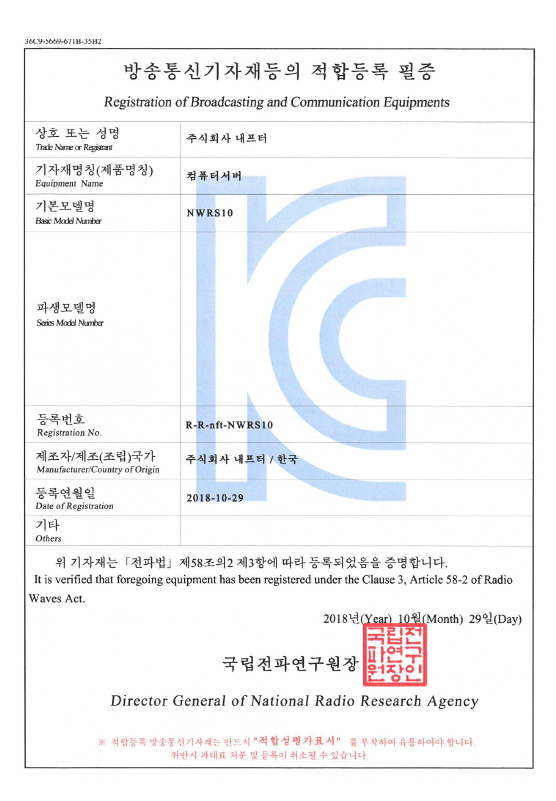 36C9-5669-671B-35B2
방송통신기자재등의 적합등록 필증
Registration of Broadcasting and Communication Equipments
상호 또는 성명
Trade Name or Registrant
주식회사 내프터
기자재명칭(제품명칭)
Equipment Name
컴퓨터서버
기본모델명
Basic Model Number
NWRS10
파생모델명
Series Model Number
등록번호
Registration No.
R-R-nft-NWRS10
제조자/제조(조립)국가
Manufacturer/Country of Origin
주식회사 내프터 / 한국
등록연월일
Date of Registration
2018-10-29
기타
Others
위 기자재는 「전파법」 제58조의2 제3항에 따라 등록되었음을 증명합니다.
It is verified that foregoing equipment has been registered under the Clause 3, Article 58-2 of Radio
Waves Act.
2018년(Year) 10월(Month) 29일(Day)
국립전파연구원장
국립전
파연구
원장인
Director General of National Radio Research Agency
※ 적합등록 방송통신기자재는 반드시 "적합성평가표시" 를 부착하여 유통하여야 합니다.
위반시 과태료 처분 및 등록이 취소될 수 있습니다.